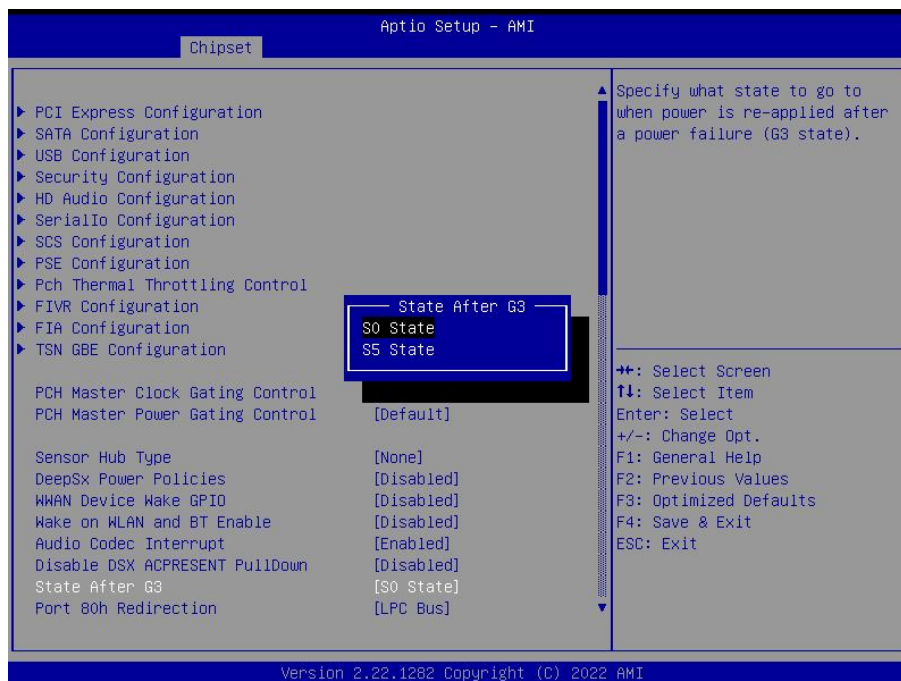 Aptio Setup – AMI
Chipset
▶ PCI Express Configuration
▶ SATA Configuration
▶ USB Configuration
▶ Security Configuration
▶ HD Audio Configuration
▶ SerialIo Configuration
▶ SCS Configuration
▶ PSE Configuration
▶ Pch Thermal Throttling Control
▶ FIVR Configuration
▶ FIA Configuration
▶ TSN GBE Configuration
PCH Master Clock Gating Control
PCH Master Power Gating Control [Default]
Sensor Hub Type [None]
DeepSx Power Policies [Disabled]
WWAN Device Wake GPIO [Disabled]
Wake on WLAN and BT Enable [Disabled]
Audio Codec Interrupt [Enabled]
Disable DSX ACPRESENT PullDown [Disabled]
State After G3 [S0 State]
Port 80h Redirection [LPC Bus]
State After G3
S0 State
S5 State
Specify what state to go to
when power is re-applied after
a power failure (G3 state).
→←: Select Screen
↑↓: Select Item
Enter: Select
+/-: Change Opt.
F1: General Help
F2: Previous Values
F3: Optimized Defaults
F4: Save & Exit
ESC: Exit
Version 2.22.1282 Copyright (C) 2022 AMI